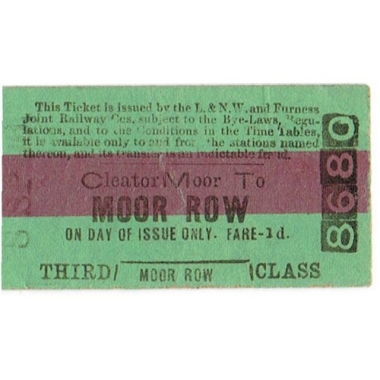 This Ticket is issued by the L. & N.W. and Furness
Joint Railway Cos. subject to the Bye-Laws, Regu-
lations, and to the Conditions in the Time Tables,
it is available only to and from the stations named
thereon, and its transfer is an indictable
Cleator Moor To
MOOR ROW
ON DAY OF ISSUE ONLY. FARE-1d.
THIRD/ MOOR ROW \CLASS
8680